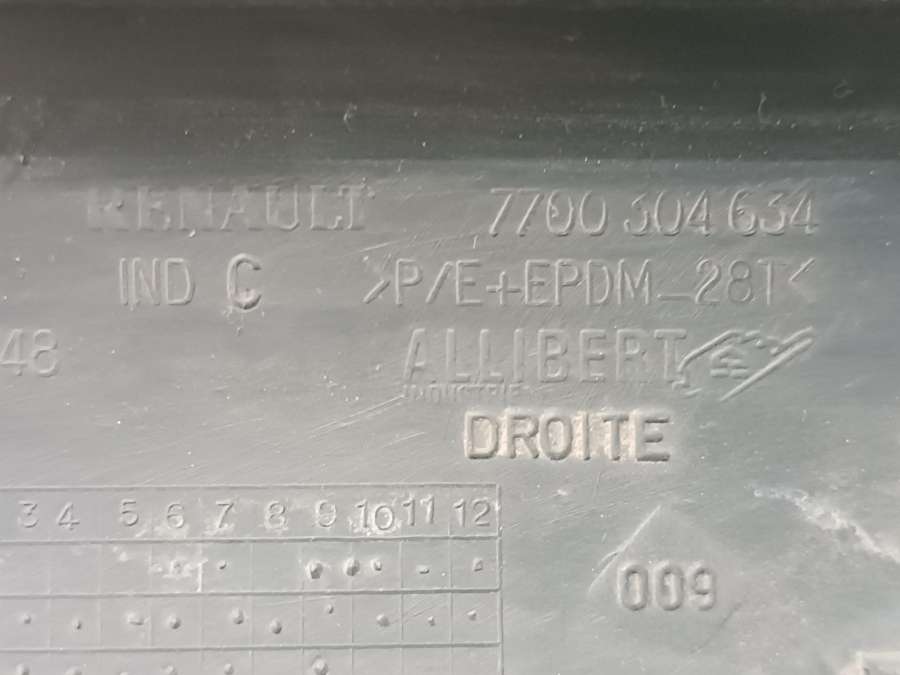 RENAULT 7700 304 634
IND C >P/E+EPDM-28T<
48
ALLIBERT
INDUSTRIE
DROITE
3 4 5 6 7 8 9 10 11 12
009